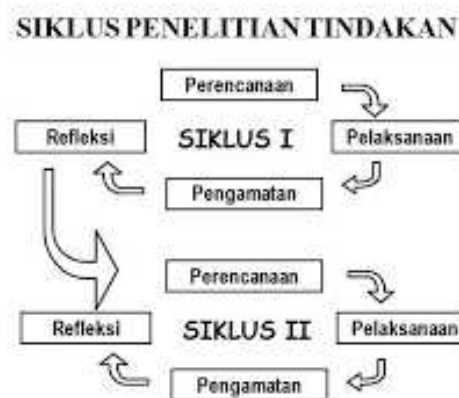 SIKLUS PENELITIAN TINDAKAN
Perencanaan
Refleksi
SIKLUS I
Pelaksanaan
Pengamatan
Perencanaan
Refleksi
SIKLUS II
Pelaksanaan
Pengamatan